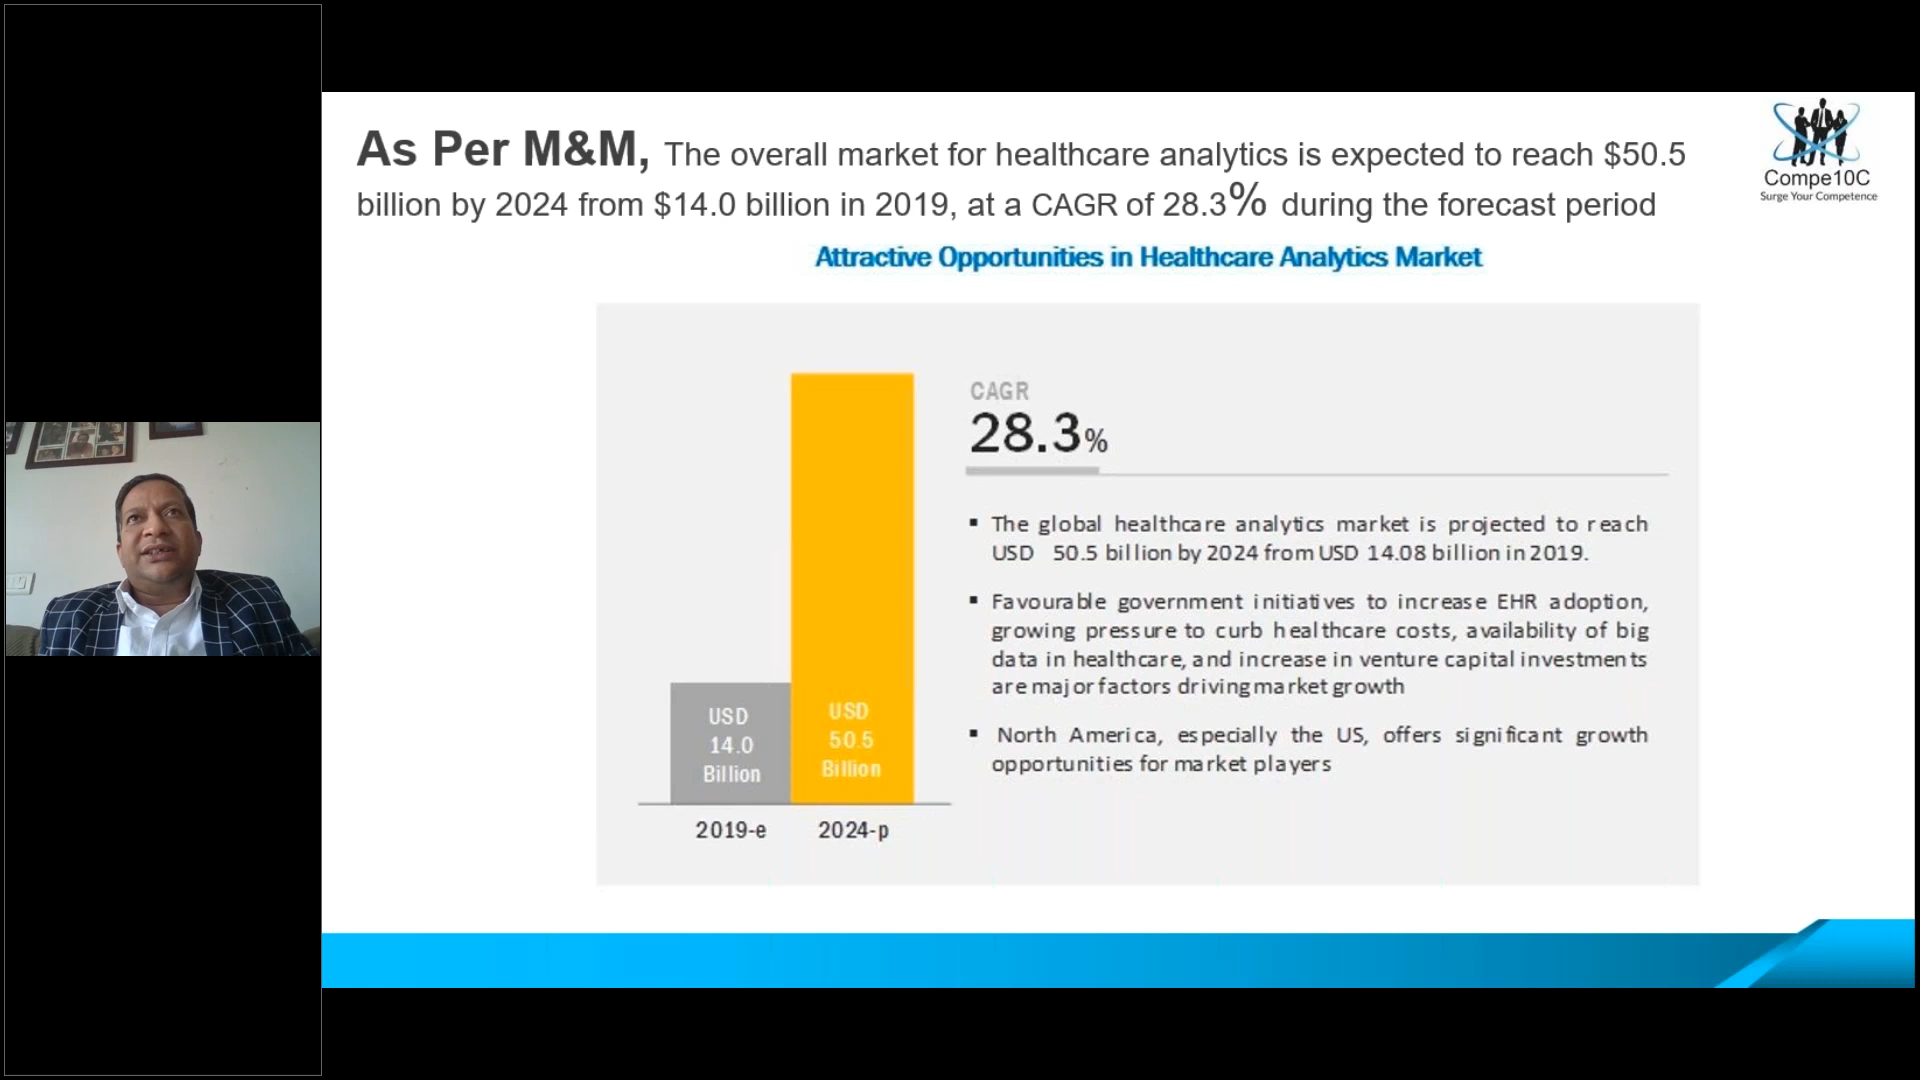 As Per M&M, The overall market for healthcare analytics is expected to reach $50.5
billion by 2024 from $14.0 billion in 2019, at a CAGR of 28.3% during the forecast period
Compe10C
Surge Your Competence
Attractive Opportunities in Healthcare Analytics Market
CAGR
28.3%
▪ The global healthcare analytics market is projected to reach
USD 50.5 billion by 2024 from USD 14.08 billion in 2019.
▪ Favourable government initiatives to increase EHR adoption,
growing pressure to curb healthcare costs, availability of big
data in healthcare, and increase in venture capital investments
are major factors driving market growth
▪ North America, especially the US, offers significant growth
opportunities for market players
USD
14.0
Billion
USD
50.5
Billion
2019-e
2024-p